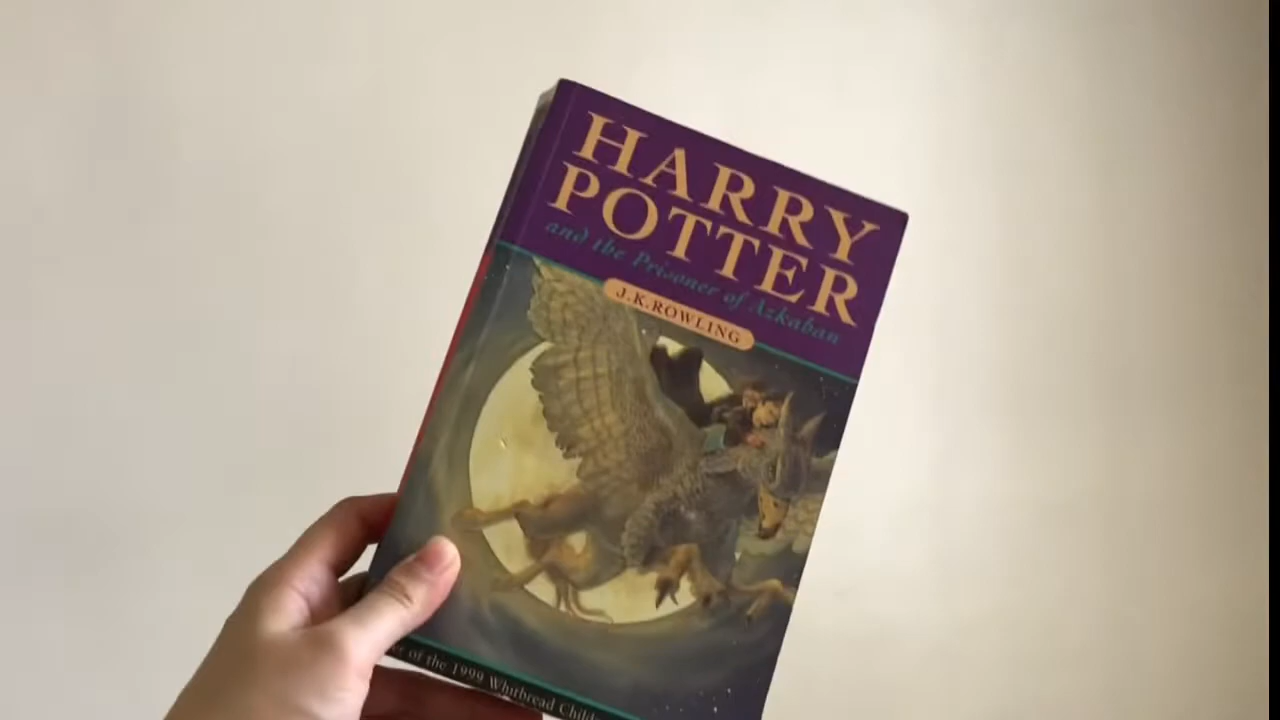 HARRY
POTTER
and the Prisoner of Azkaban
J.K.ROWLING
of the 1999 Whitbread